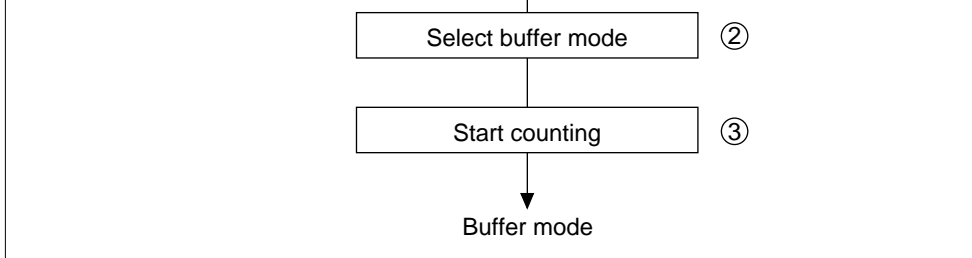 Select buffer mode ②
Start counting ③
Buffer mode